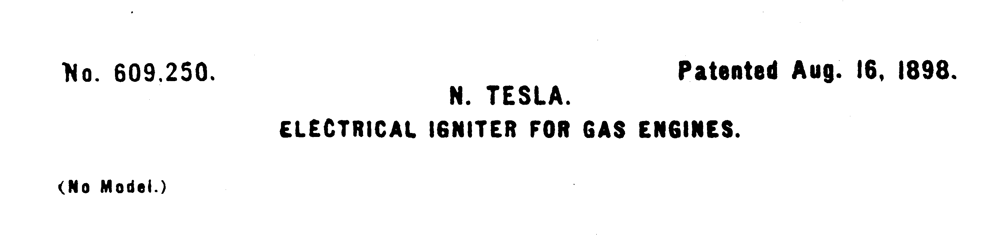 No. 609,250.
Patented Aug. 16, 1898.
N. TESLA.
ELECTRICAL IGNITER FOR GAS ENGINES.
(No Model.)